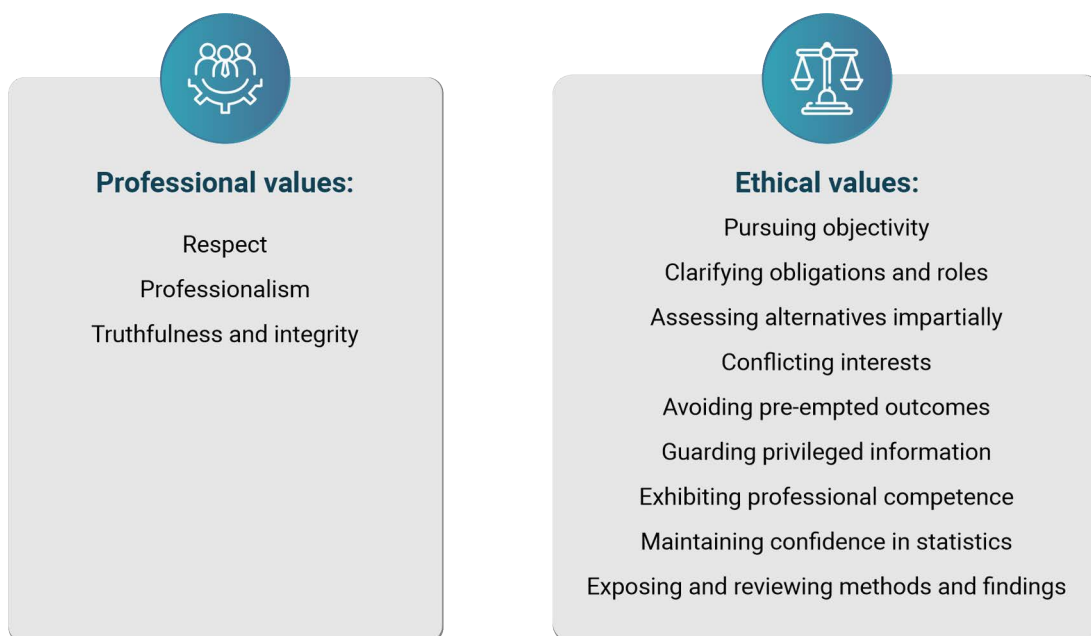 Professional values:
Respect
Professionalism
Truthfulness and integrity
Ethical values:
Pursuing objectivity
Clarifying obligations and roles
Assessing alternatives impartially
Conflicting interests
Avoiding pre-empted outcomes
Guarding privileged information
Exhibiting professional competence
Maintaining confidence in statistics
Exposing and reviewing methods and findings